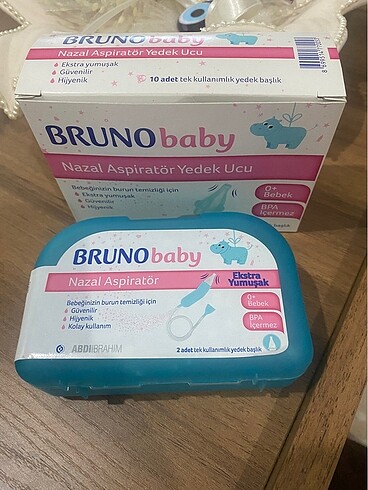 BRUNO baby
Nazal Aspiratör Yedek Ucu
Ekstra yumuşak
Güvenilir
Hijyenik
10 adet tek kullanımlık yedek başlık
BRUNO baby
Nazal Aspiratör Yedek Ucu
Bebeğinizin burun temizliği için
Ekstra yumuşak
Güvenilir
Hijyenik
0+
Bebek
BPA
İçermez
başlık
BRUNO baby
Nazal Aspiratör
Ekstra
Yumuşak
Bebeğinizin burun temizliği için
Güvenilir
Hijyenik
Kolay kullanım
0+
Bebek
BPA
İçermez
ABDİ İBRAHİM
2 adet tek kullanımlık yedek başlık